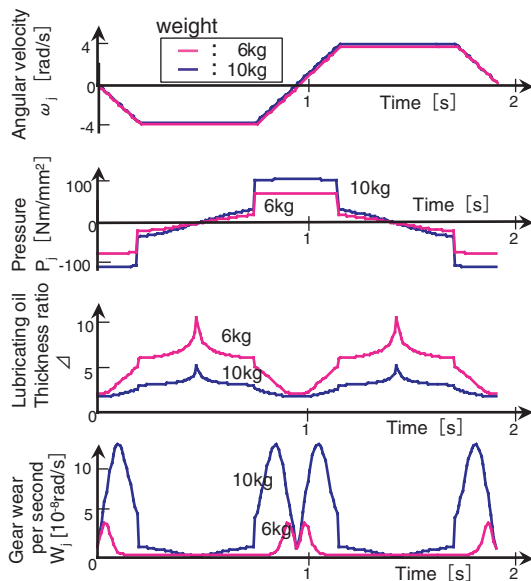 weight
: 6kg
: 10kg
Angular velocity
ωj [rad/s]
4
0
-4
1
2
Time [s]
Pressure
Pj [Nm/mm²]
100
0
-100
10kg
6kg
Time [s]
1
2
Lubricating oil
Thickness ratio
Δ
10
5
0
6kg
10kg
1
2
Time [s]
Gear wear
per second
Wj [10-8rad/s]
10
5
0
10kg
6kg
1
2
Time [s]